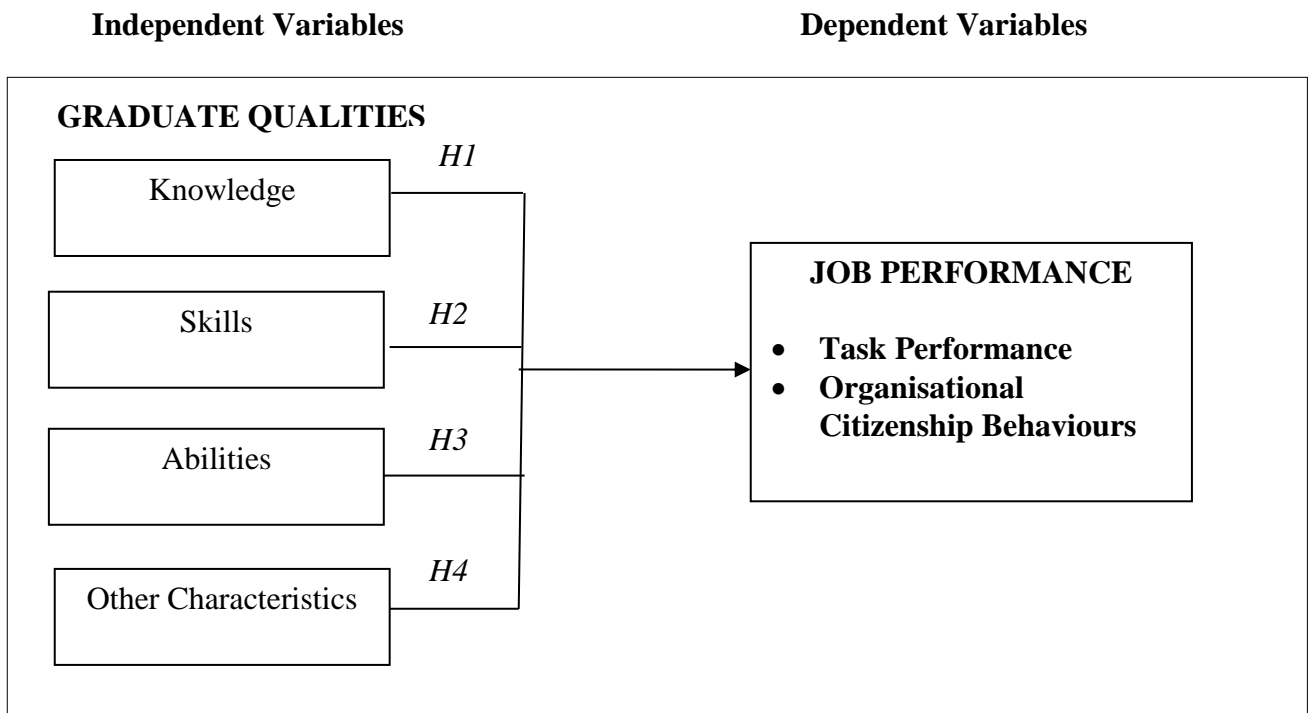 Independent Variables
Dependent Variables
GRADUATE QUALITIES
H1
Knowledge
H2
Skills
H3
Abilities
H4
Other Characteristics
JOB PERFORMANCE
• Task Performance
• Organisational
Citizenship Behaviours